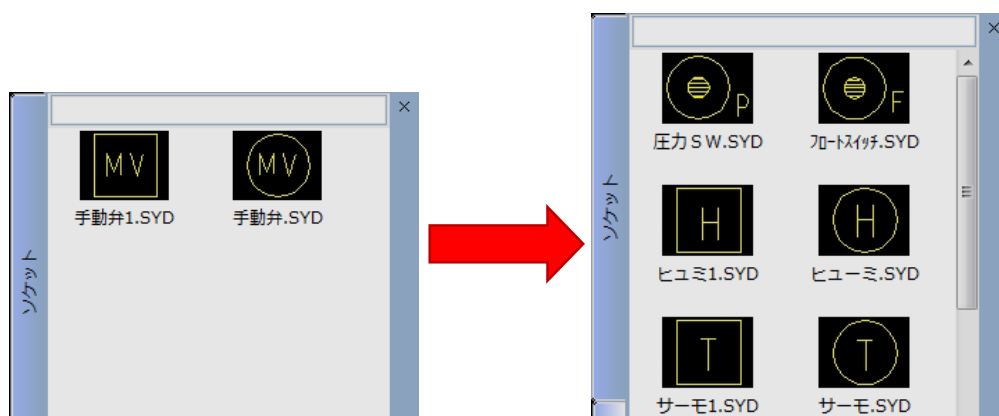 ×
ソケット
MV
MV
手動弁1.SYD
手動弁.SYD
×
ソケット
P
F
圧力SW.SYD
ﾌﾛｰﾄｽｲｯﾁ.SYD
H
H
ヒュミ1.SYD
ヒューミ.SYD
T
T
サーモ1.SYD
サーモ.SYD